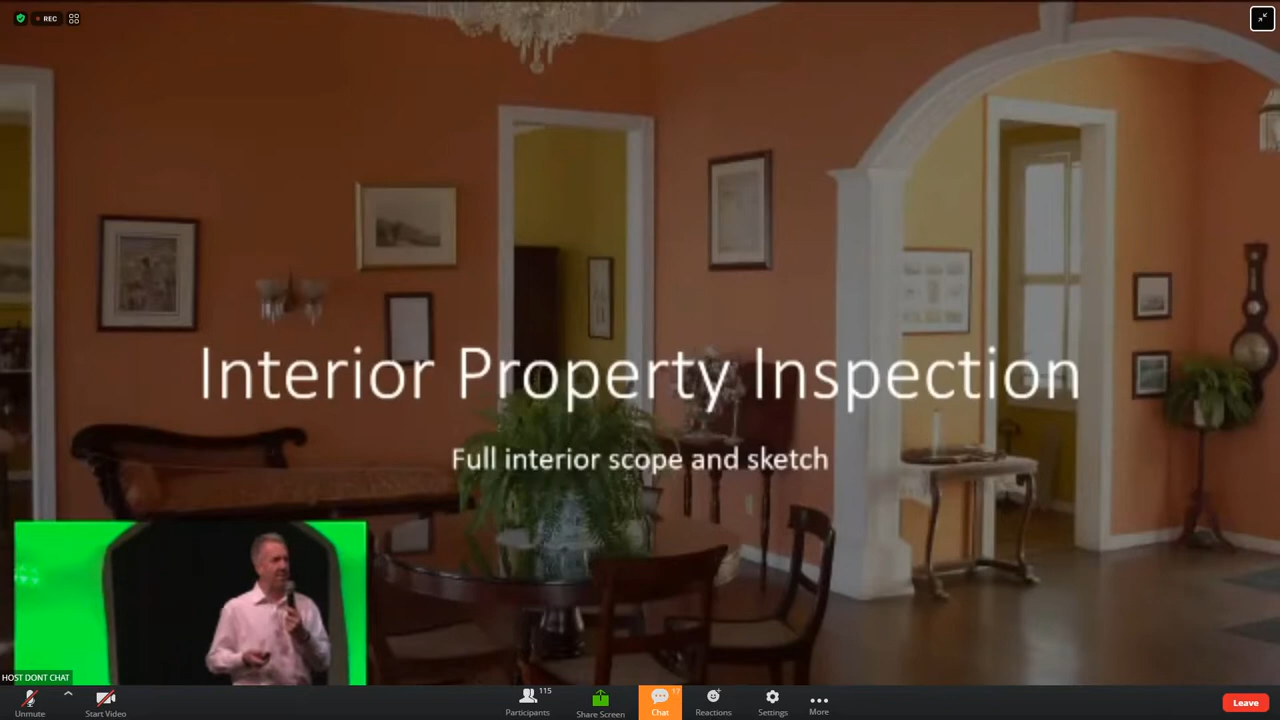 REC
Interior Property Inspection
Full interior scope and sketch
HOST DONT CHAT
Unmute
Start Video
115
Participants
Share Screen
17
Chat
Reactions
Settings
More
Leave